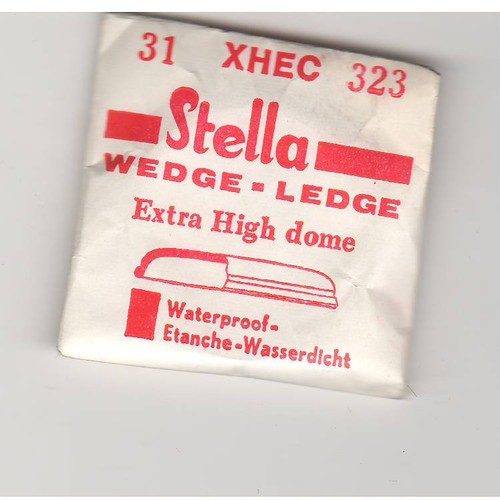 31 XHEC 323
Stella
WEDGE - LEDGE
Extra High dome
Waterproof-
Etanche-Wasserdicht